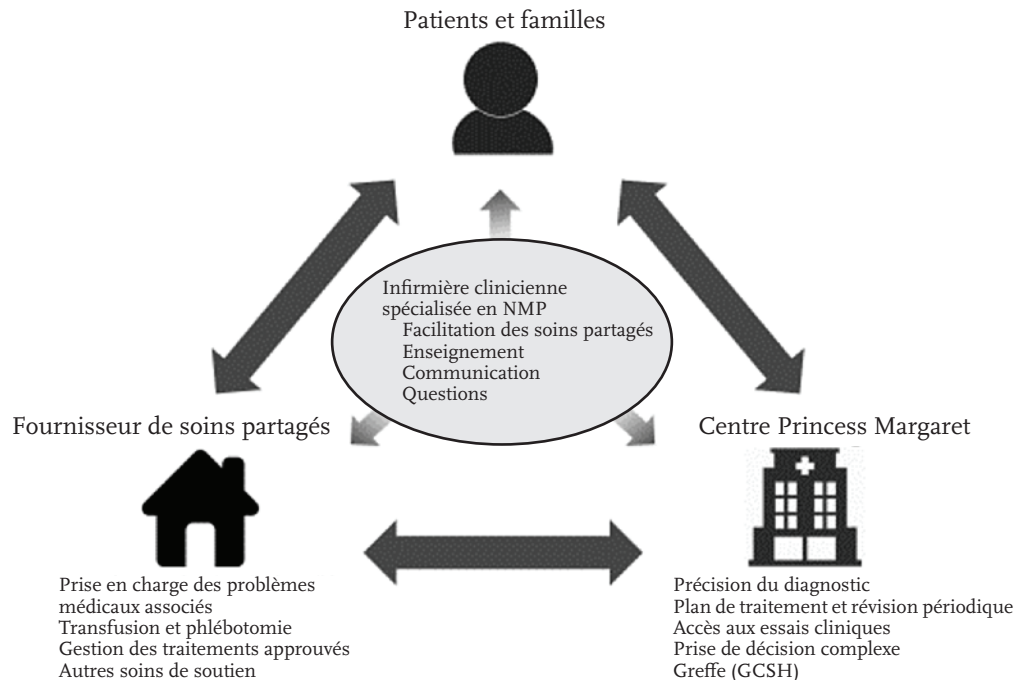 Patients et familles
Infirmière clinicienne
spécialisée en NMP
Facilitation des soins partagés
Enseignement
Communication
Questions
Fournisseur de soins partagés
Prise en charge des problèmes
médicaux associés
Transfusion et phlébotomie
Gestion des traitements approuvés
Autres soins de soutien
Centre Princess Margaret
Précision du diagnostic
Plan de traitement et révision périodique
Accès aux essais cliniques
Prise de décision complexe
Greffe (GCSH)